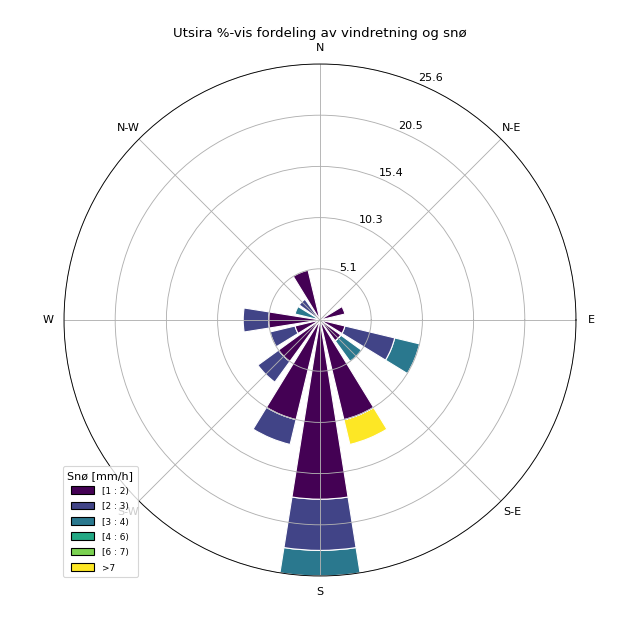 Utsira %-vis fordeling av vindretning og snø
N
25.6
N-W
N-E
20.5
15.4
10.3
5.1
W
E
Snø [mm/h]
[1 : 2)
[2 : 3)
[3 : 4)
[4 : 6)
[6 : 7)
>7
S-W
S-E
S